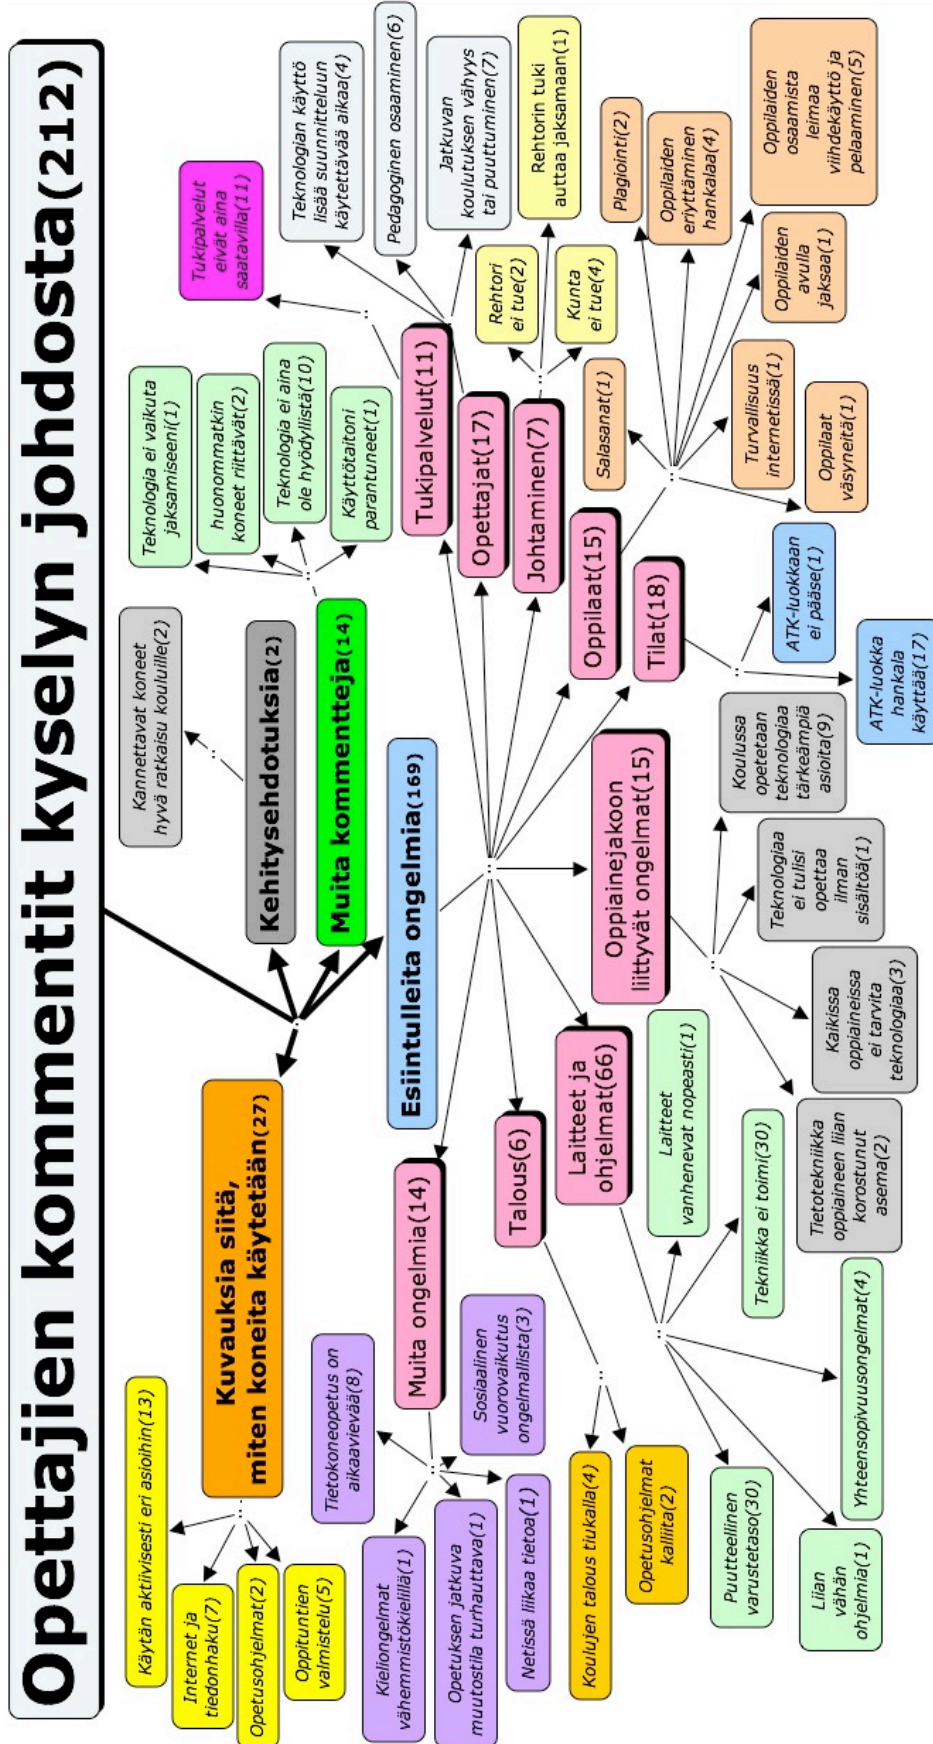 Opettajien kommentit kyselyn johdosta(212)
Kuvauksia siitä,
miten koneita käytetään(27)
Käytän aktiivisesti eri asioihin(13)
Internet ja
tiedonhaku(7)
Opetusohjelmat(2)
Oppituntien
valmistelu(5)
Kehitysehdotuksia(2)
Kannettavat koneet
hyvä ratkaisu kouluille(2)
Muita kommentteja(14)
Teknologia ei vaikuta
jaksamiseeni(1)
huonommatkin
koneet riittävät(2)
Teknologia ei aina
ole hyödyllistä(10)
Käyttötaitoni
parantuneet(1)
Esiintulleita ongelmia(169)
Muita ongelmia(14)
Tietokoneopetus on
aikaavievää(8)
Kieliongelmat
vähemmistökielillä(1)
Opetuksen jatkuva
muutostila turhauttava(1)
Netissä liikaa tietoa(1)
Sosiaalinen
vuorovaikutus
ongelmallista(3)
Talous(6)
Koulujen talous tiukalla(4)
Opetusohjelmat
kalliita(2)
Laitteet ja
ohjelmat(66)
Laitteet
vanhenevat nopeasti(1)
Tekniikka ei toimi(30)
Puutteellinen
varustetaso(30)
Liian
vähän
ohjelmia(1)
Yhteensopivuusongelmat(4)
Oppiainejakoon
liittyvät ongelmat(15)
Tietotekniikka
oppiaineen liian
korostunut
asema(2)
Kaikissa
oppiaineissa
ei tarvita
teknologiaa(3)
Teknologiaa
ei tulisi
opettaa
ilman
sisältöä(1)
Koulussa
opetetaan
teknologiaa
tärkeämpiä
asioita(9)
Tilat(18)
ATK-luokkaan
ei pääse(1)
ATK-luokka
hankala
käyttää(17)
Oppilaat(15)
Salasanat(1)
Plagiointi(2)
Oppilaiden
eriyttäminen
hankalaa(4)
Oppilaiden
osaamista
leimaa
viihdekäyttö ja
pelaaminen(5)
Oppilaiden
avulla
jaksaa(1)
Turvallisuus
internetissä(1)
Oppilaat
väsyneitä(1)
Johtaminen(7)
Rehtori
ei tue(2)
Kunta
ei tue(4)
Rehtorin tuki
auttaa jaksamaan(1)
Opettajat(17)
Teknologian käyttö
lisää suunnitteluun
käytettävää aikaa(4)
Pedagoginen osaaminen(6)
Jatkuvan
koulutuksen vähyys
tai puuttuminen(7)
Tukipalvelut(11)
Tukipalvelut
eivät aina
saatavilla(11)